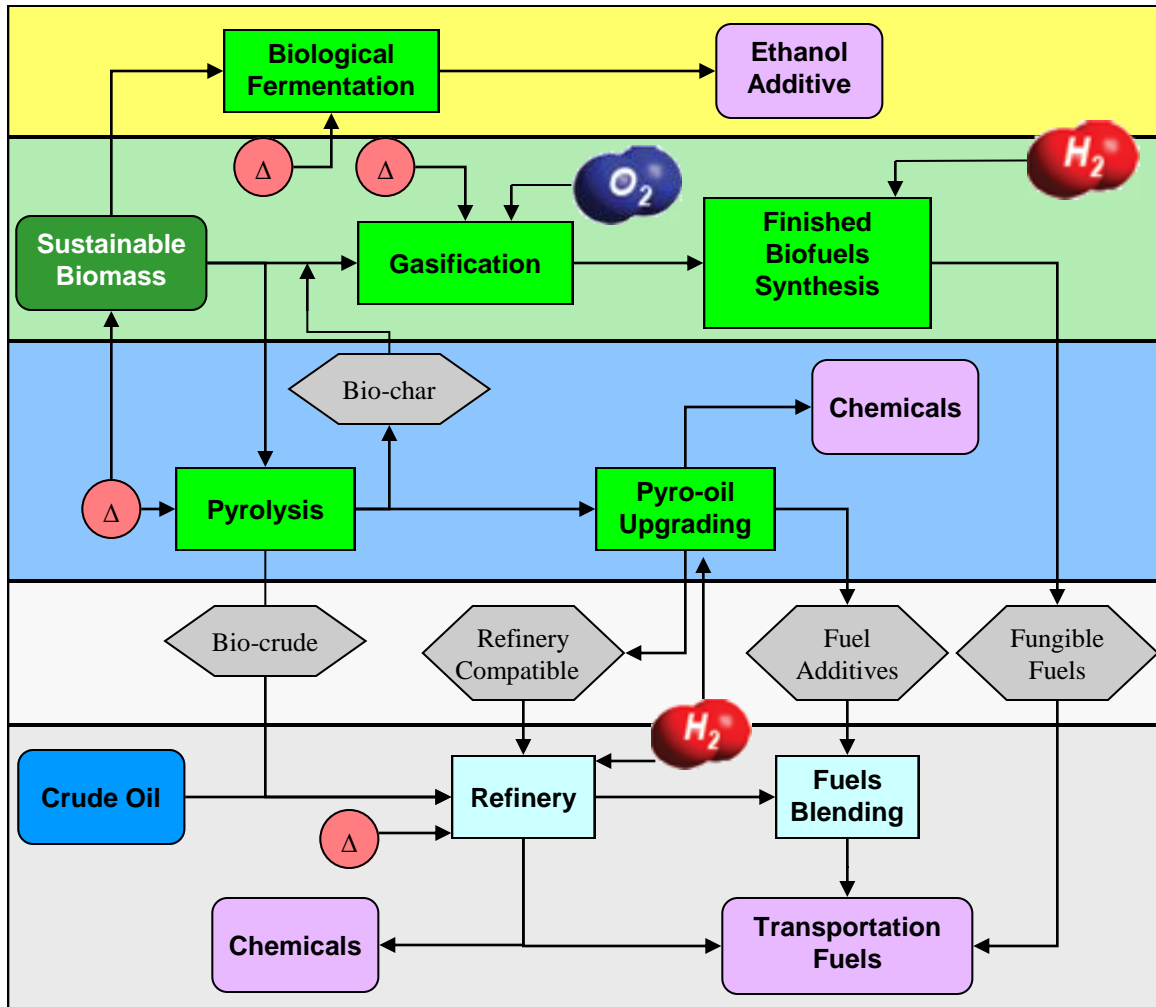 Biological
Fermentation
Ethanol
Additive
Δ
Δ
O2
H2
Sustainable
Biomass
Gasification
Finished
Biofuels
Synthesis
Bio-char
Chemicals
Δ
Pyrolysis
Pyro-oil
Upgrading
Bio-crude
Refinery
Compatible
Fuel
Additives
Fungible
Fuels
H2
Crude Oil
Refinery
Fuels
Blending
Δ
Chemicals
Transportation
Fuels